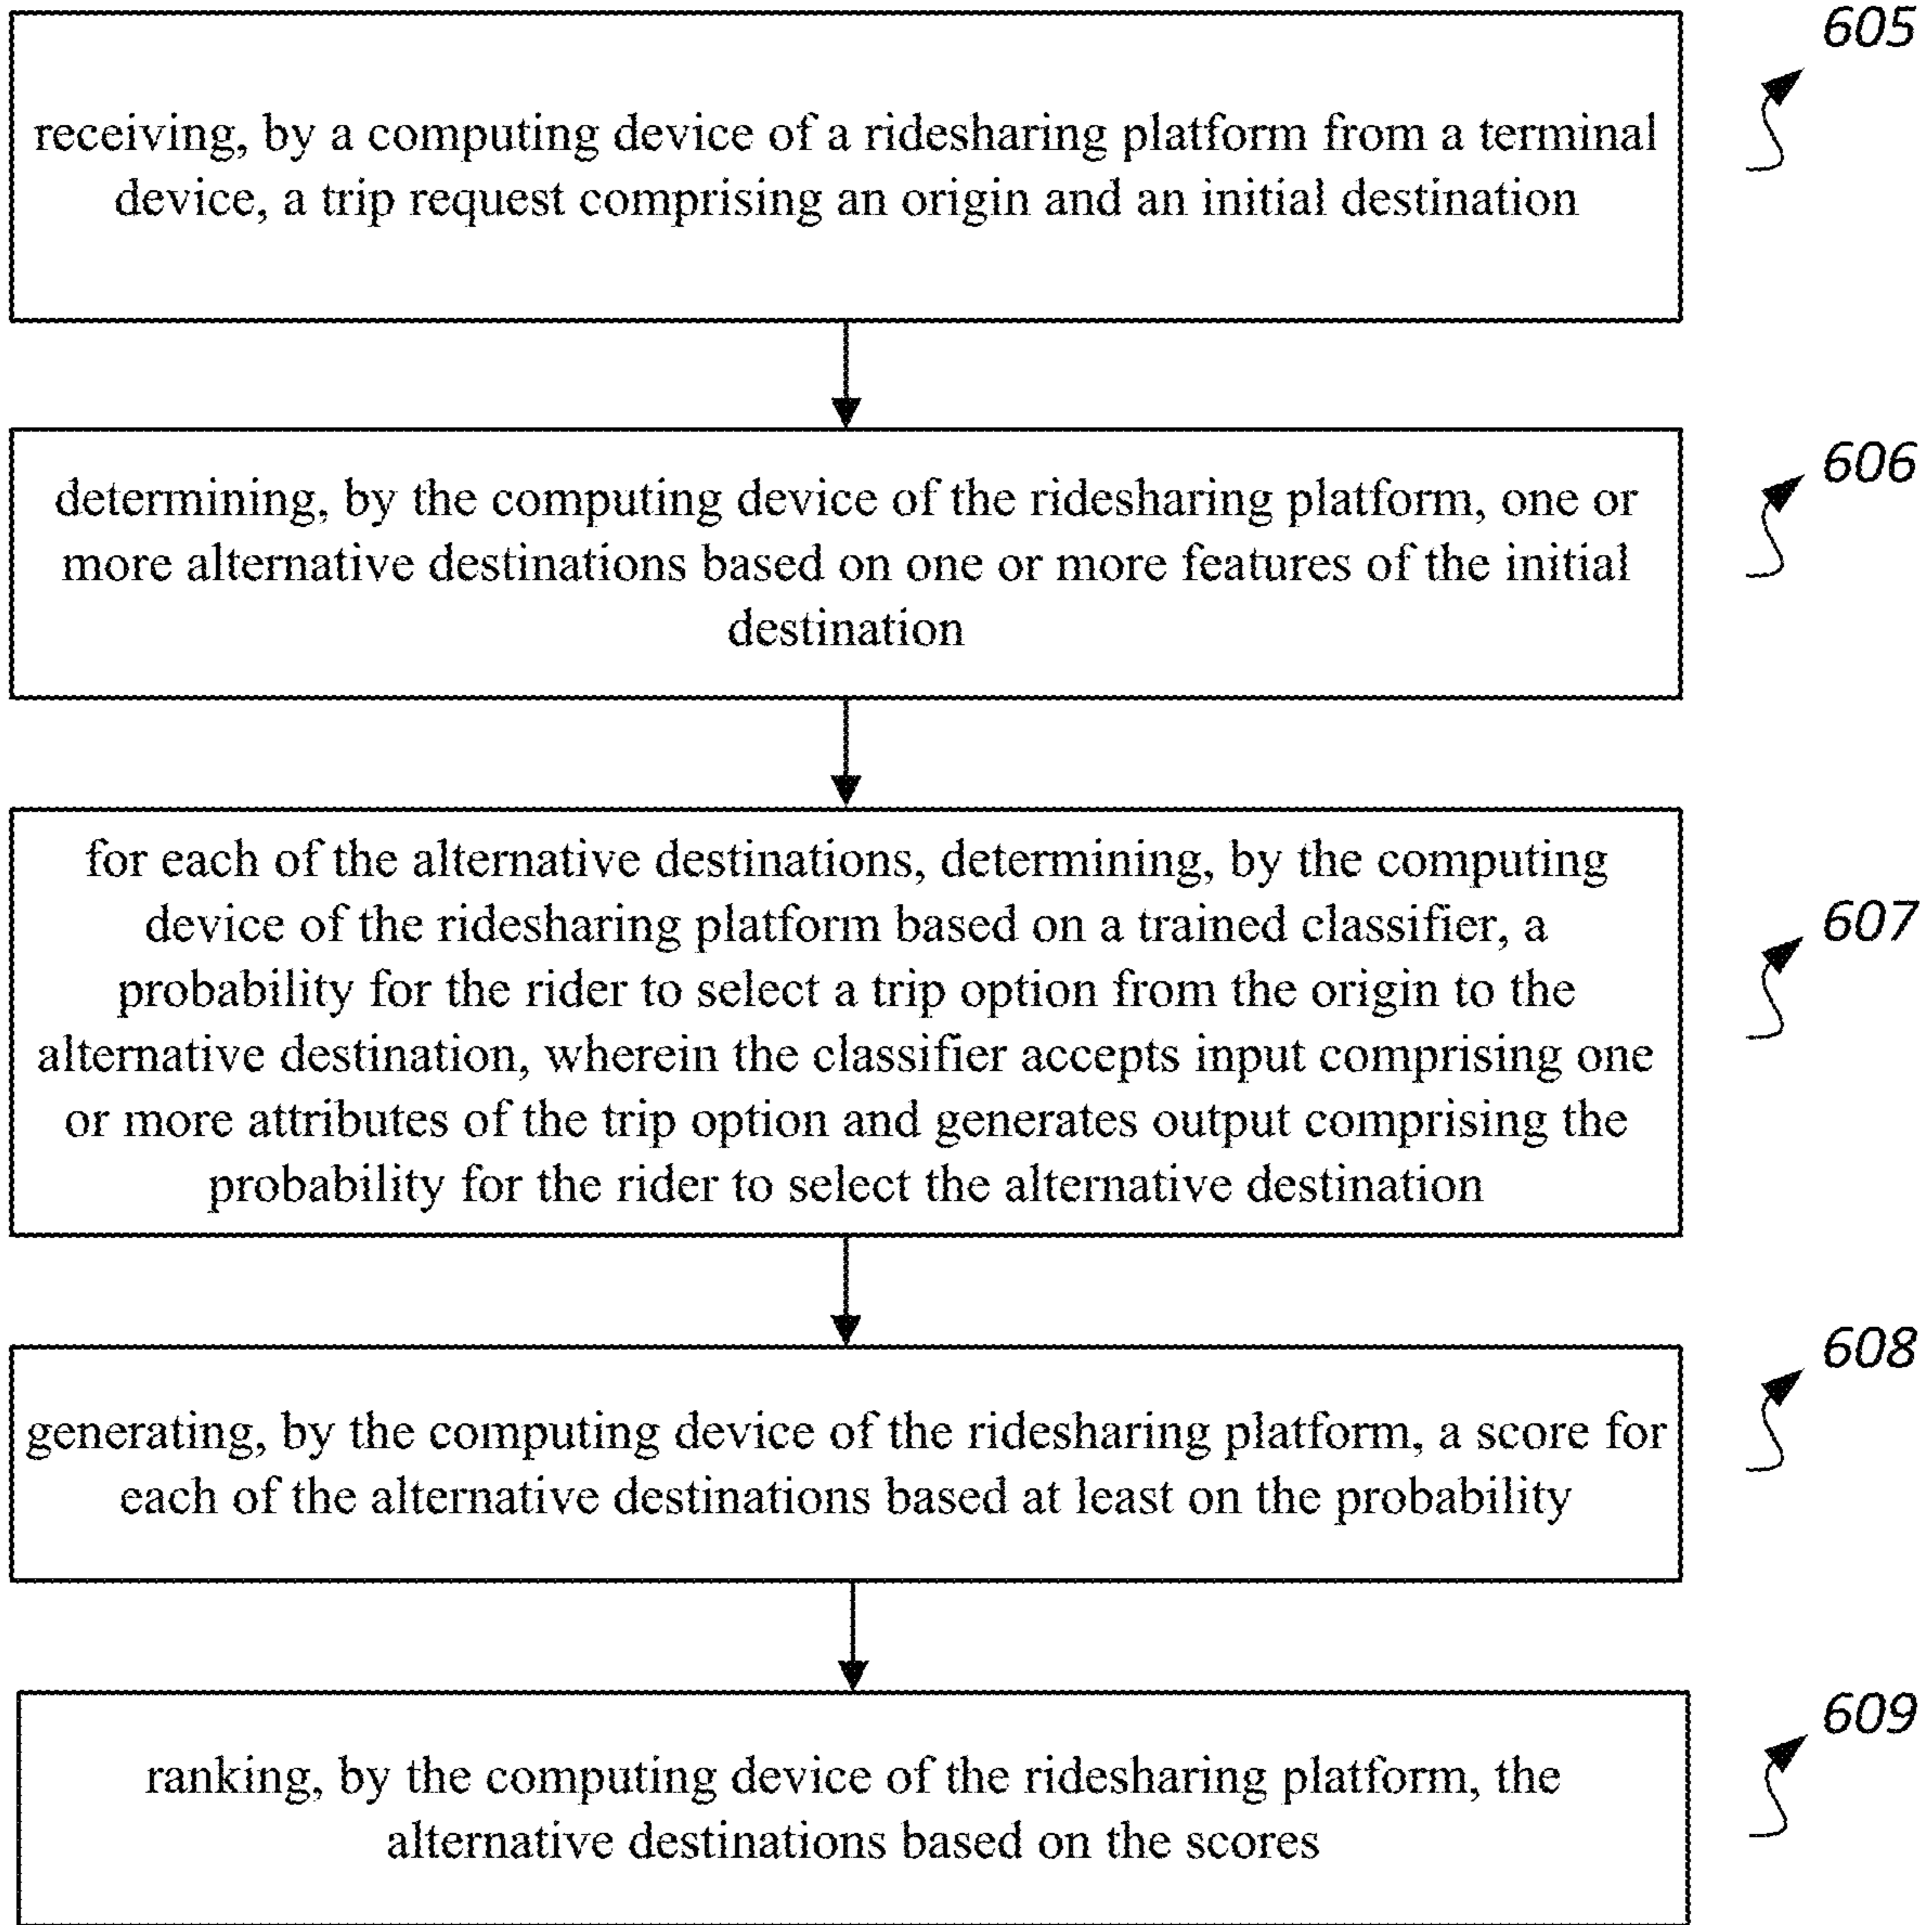 605
receiving, by a computing device of a ridesharing platform from a terminal
device, a trip request comprising an origin and an initial destination
606
determining, by the computing device of the ridesharing platform, one or
more alternative destinations based on one or more features of the initial
destination
607
for each of the alternative destinations, determining, by the computing
device of the ridesharing platform based on a trained classifier, a
probability for the rider to select a trip option from the origin to the
alternative destination, wherein the classifier accepts input comprising one
or more attributes of the trip option and generates output comprising the
probability for the rider to select the alternative destination
608
generating, by the computing device of the ridesharing platform, a score for
each of the alternative destinations based at least on the probability
609
ranking, by the computing device of the ridesharing platform, the
alternative destinations based on the scores